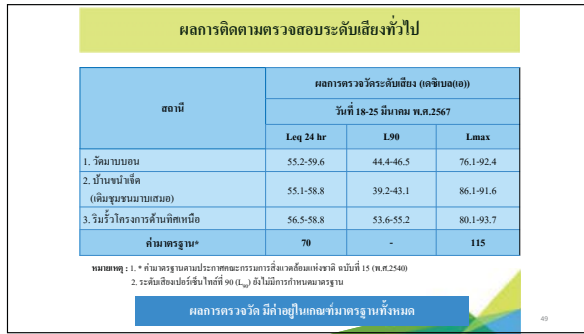 ผลการติดตามตรวจสอบระดับเสียงทั่วไป
สถานี
ผลการตรวจวัดระดับเสียง (เดซิเบล(เอ))
วันที่ 18-25 มีนาคม พ.ศ.2567
Leq 24 hr L90 Lmax
1. วัดมาบบอน 55.2-59.6 44.4-46.5 76.1-92.4
2. บ้านขนำเจ็ด
(เดิมชุมชนมาบเสมอ) 55.1-58.8 39.2-43.1 86.1-91.6
3. ริมรั้วโครงการด้านทิศเหนือ 56.5-58.8 53.6-55.2 80.1-93.7
ค่ามาตรฐาน* 70 - 115
หมายเหตุ : 1. * ค่ามาตรฐานตามประกาศคณะกรรมการสิ่งแวดล้อมแห่งชาติ ฉบับที่ 15 (พ.ศ.2540)
2. ระดับเสียงเปอร์เซ็นไทล์ที่ 90 (L90) ยังไม่มีการกำหนดมาตรฐาน
ผลการตรวจวัด มีค่าอยู่ในเกณฑ์มาตรฐานทั้งหมด
49